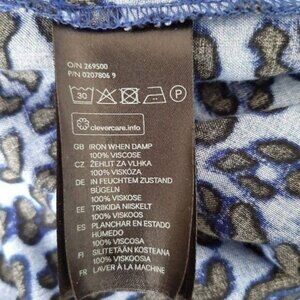 O/N 269500
P/N 0207806 9
30
P
clevercare.info
GB IRON WHEN DAMP
100% VISCOSE
CZ ŽEHLIT ZA VLHKA
100% VISKÓZA
DE IN FEUCHTEM ZUSTAND
BÜGELN
100% VISKOSE
EE TRIIKIDA NIISKELT
100% VISKOOS
ES PLANCHAR EN ESTADO
HÚMEDO
100% VISCOSA
FI SILITETÄÄN KOSTEANA
100% VISKOOSI
FR LAVER À LA MACHINE